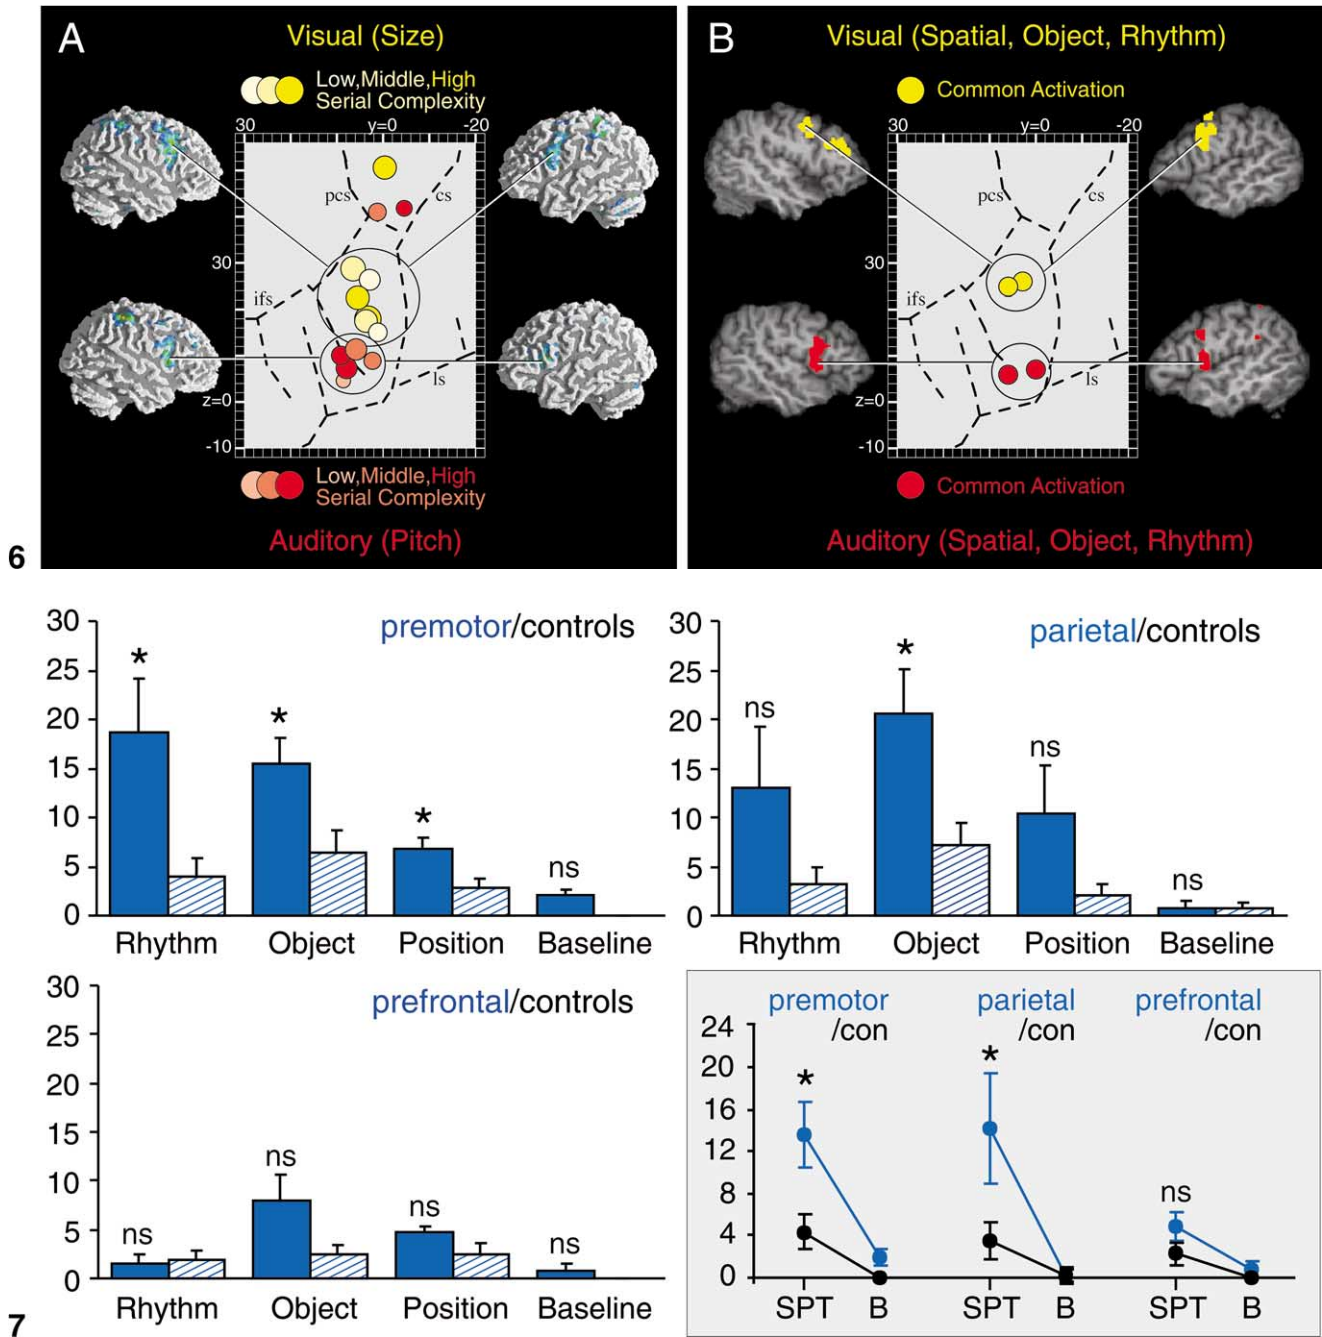 A
Visual (Size)
Low,Middle,High
Serial Complexity
30
y=0
-20
pcs
cs
30
ifs
ls
z=0
-10
Low,Middle,High
Serial Complexity
Auditory (Pitch)
B
Visual (Spatial, Object, Rhythm)
Common Activation
30
y=0
-20
pcs
cs
30
ifs
ls
z=0
-10
Common Activation
Auditory (Spatial, Object, Rhythm)
6
premotor/controls
30
25
20
15
10
5
0
*
*
*
ns
Rhythm Object Position Baseline
parietal/controls
30
25
20
15
10
5
0
ns
*
ns
ns
Rhythm Object Position Baseline
prefrontal/controls
30
25
20
15
10
5
0
ns
ns
ns
ns
Rhythm Object Position Baseline
premotor
/con
parietal
/con
prefrontal
/con
24
20
16
12
8
4
0
*
*
ns
SPT B SPT B SPT B
7